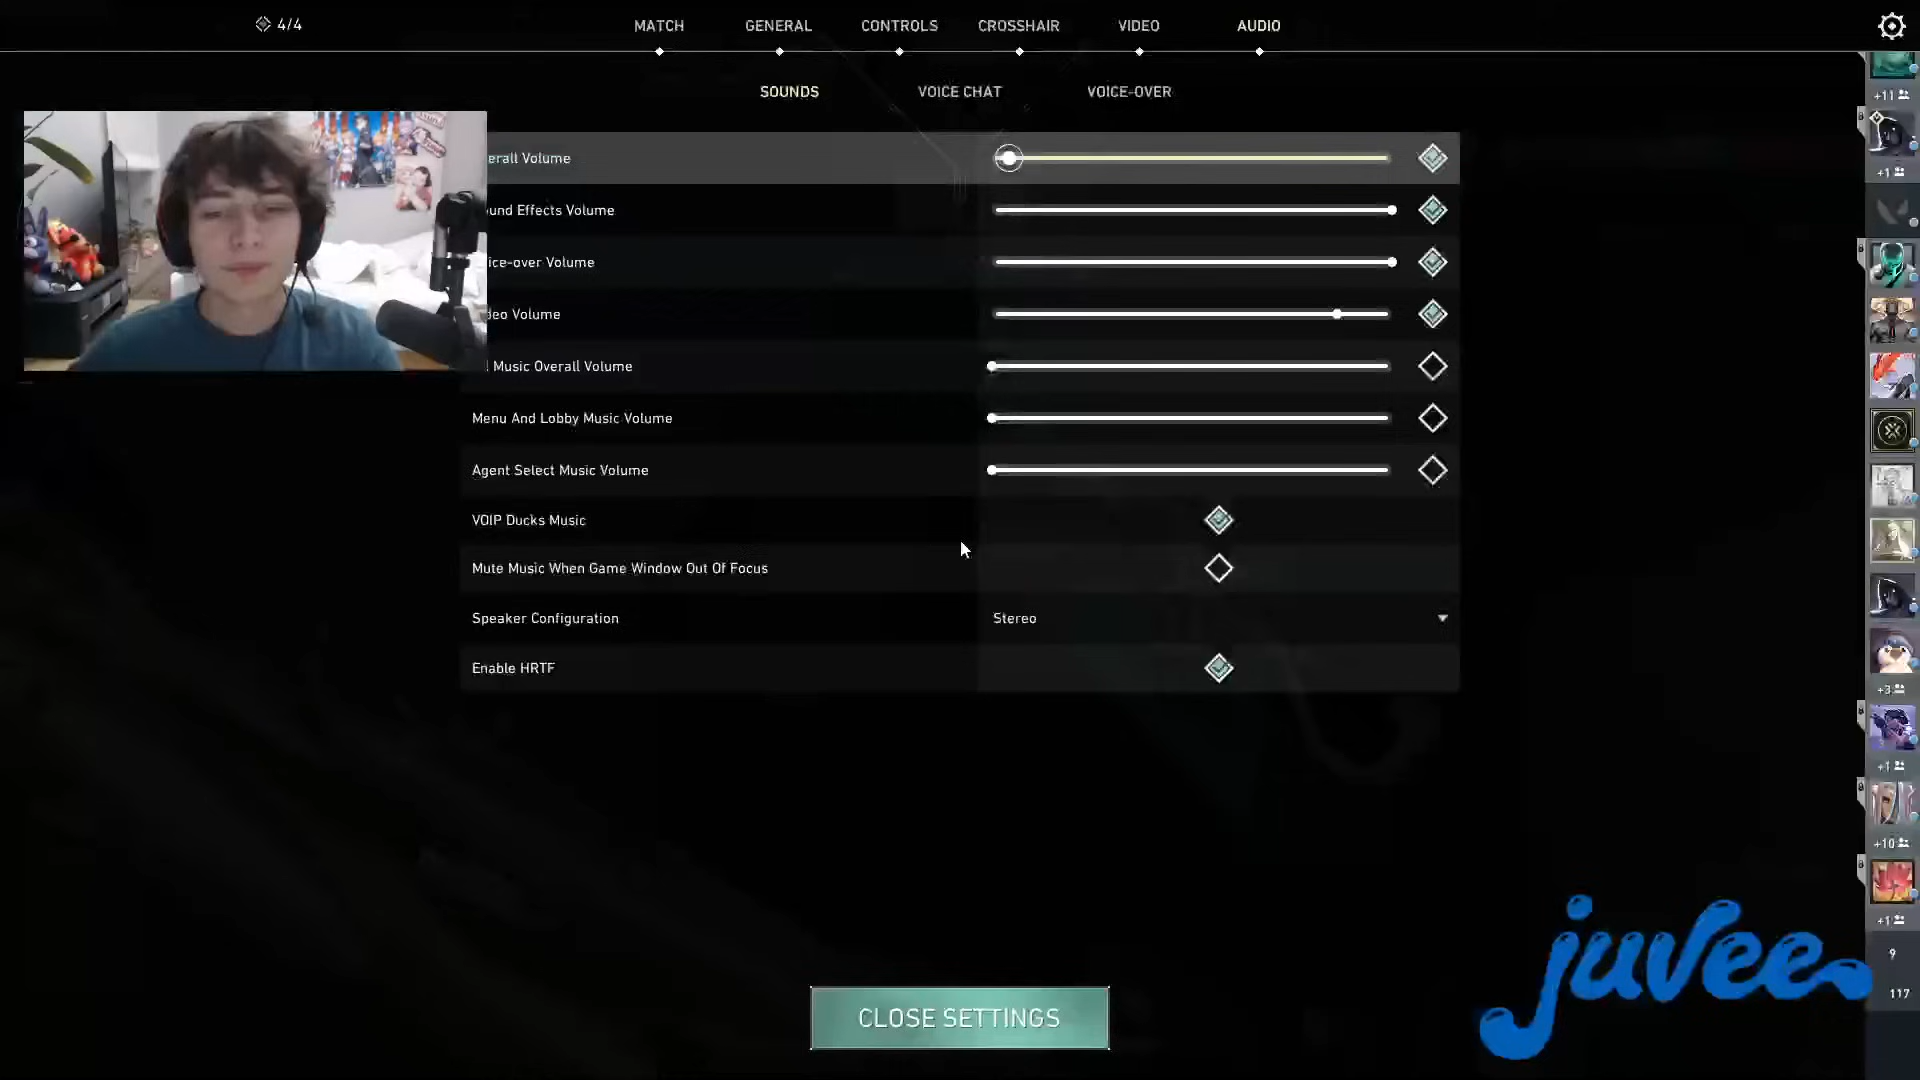 4/4
MATCH
GENERAL
CONTROLS
CROSSHAIR
VIDEO
AUDIO
SOUNDS
VOICE CHAT
VOICE-OVER
erall Volume
und Effects Volume
ice-over Volume
deo Volume
l Music Overall Volume
Menu And Lobby Music Volume
Agent Select Music Volume
VOIP Ducks Music
Mute Music When Game Window Out Of Focus
Speaker Configuration
Stereo
Enable HRTF
CLOSE SETTINGS
+11
+1
+3
+1
+10
+1
9
117
juvee